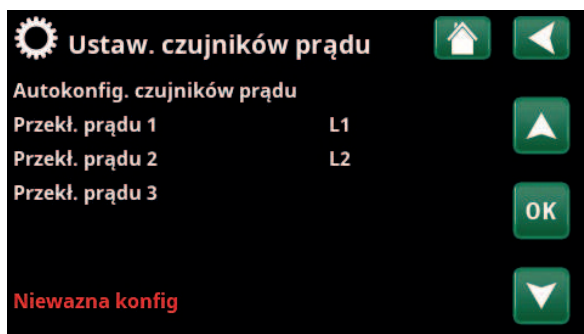 Ustaw. czujników prądu
Autokonfig. czujników prądu
Przekł. prądu 1 L1
Przekł. prądu 2 L2
Przekł. prądu 3
OK
Niewazna konfig